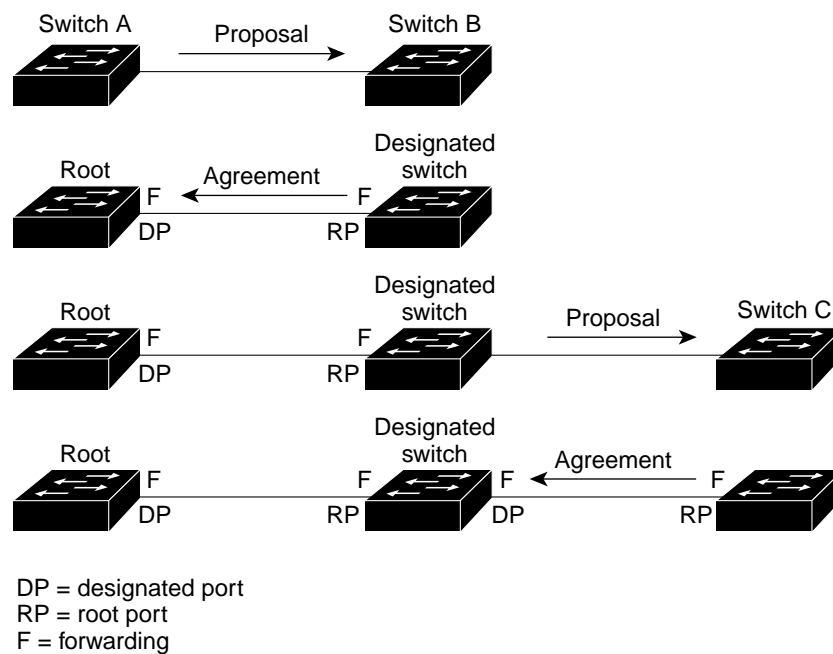 Switch A
Proposal
Switch B
Root
F
Agreement
F
Designated
switch
DP
RP
Root
F
F
Designated
switch
Proposal
Switch C
DP
RP
Root
F
F
Designated
switch
F
Agreement
F
DP
RP
DP
RP
DP = designated port
RP = root port
F = forwarding